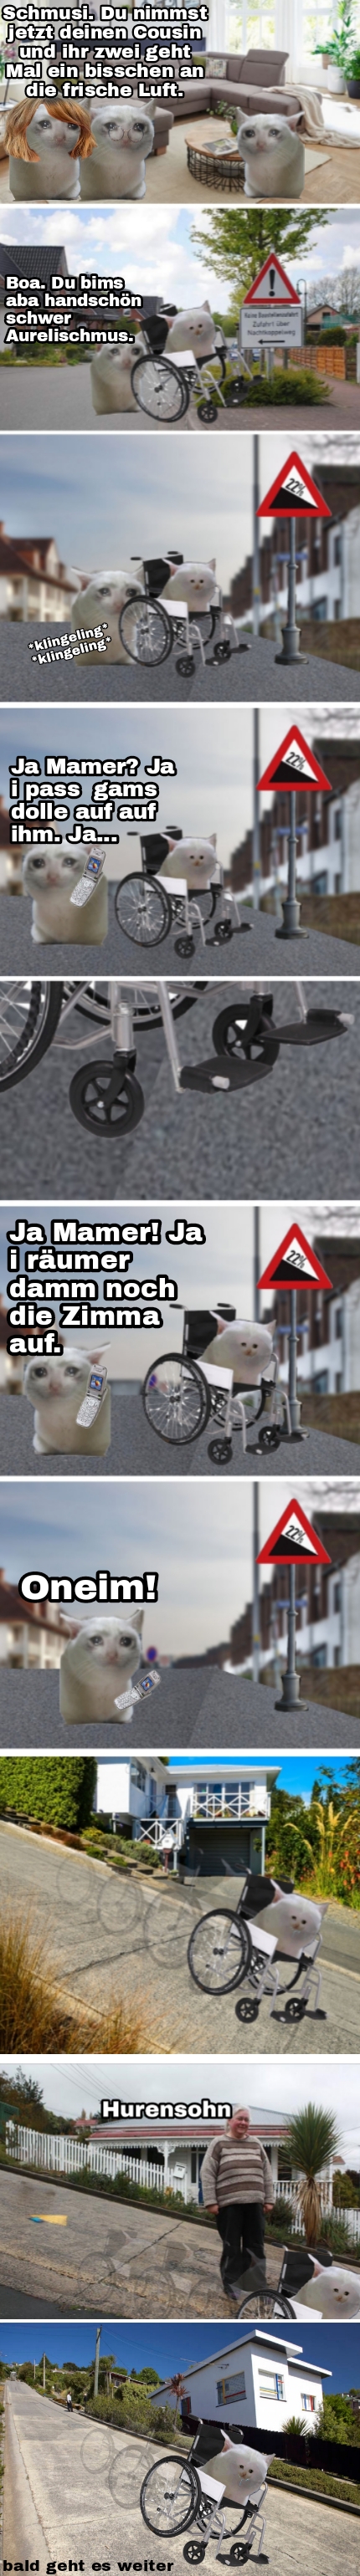 Schmusi. Du nimmst
jetzt deinen Cousin
und ihr zwei geht
Mal ein bisschen an
die frische Luft.
Boa. Du bims
aba handschön
schwer
Aurelischmus.
Keine Baustellenzufahrt
Zufahrt über
22%
*klingeling*
*klingeling*
Ja Mamer? Ja
i pass gams
dolle auf auf
ihm. Ja...
22%
Ja Mamer! Ja
i räumer
damm noch
die Zimma
auf.
22%
Oneim!
22%
Hurensohn
bald geht es weiter